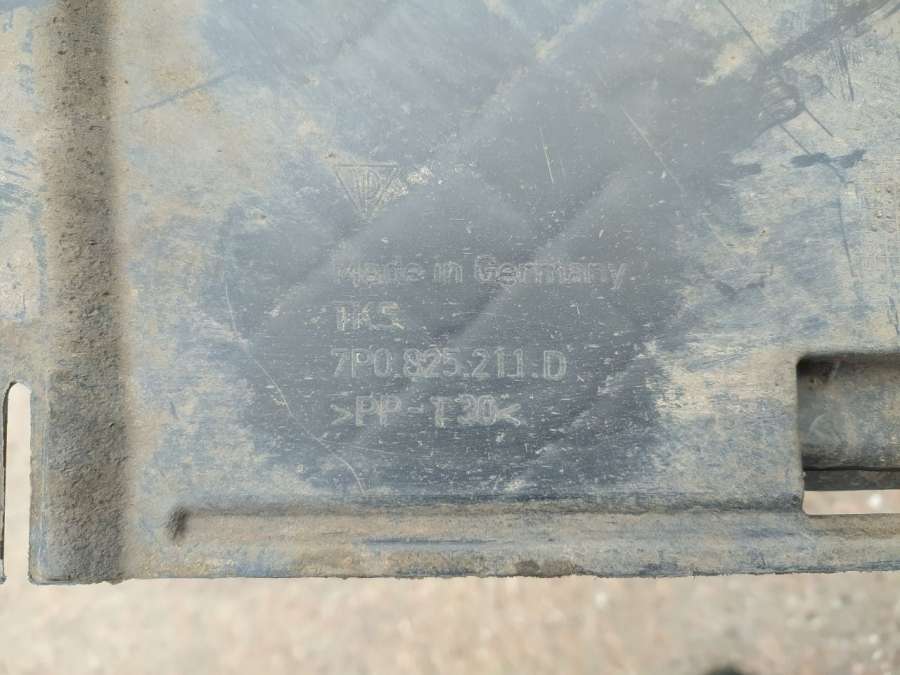 Made in Germany
TKS
7P0.825.211.D
>PP-T30<